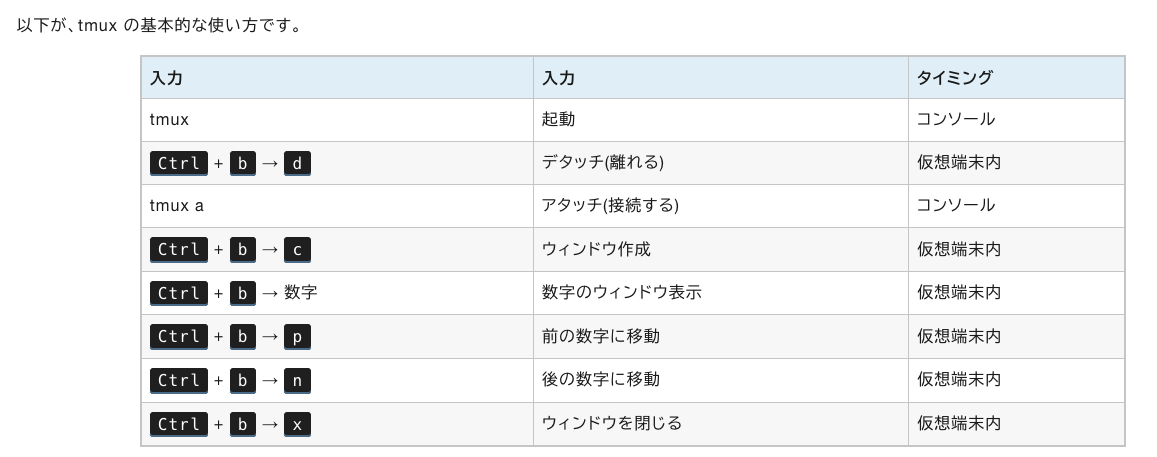 以下が、tmux の基本的な使い方です。
入力 入力 タイミング
tmux 起動 コンソール
Ctrl + b → d デタッチ(離れる) 仮想端末内
tmux a アタッチ(接続する) コンソール
Ctrl + b → c ウィンドウ作成 仮想端末内
Ctrl + b → 数字 数字のウィンドウ表示 仮想端末内
Ctrl + b → p 前の数字に移動 仮想端末内
Ctrl + b → n 後の数字に移動 仮想端末内
Ctrl + b → x ウィンドウを閉じる 仮想端末内